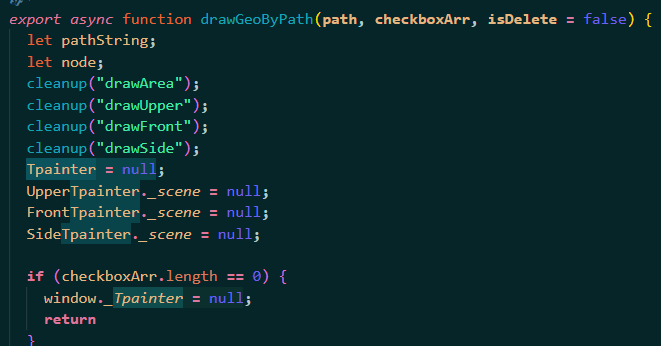 export async function drawGeoByPath(path, checkboxArr, isDelete = false) {
let pathString;
let node;
cleanup("drawArea");
cleanup("drawUpper");
cleanup("drawFront");
cleanup("drawSide");
Tpainter = null;
UpperTpainter._scene = null;
FrontTpainter._scene = null;
SideTpainter._scene = null;
if (checkboxArr.length == 0) {
window._Tpainter = null;
return
}